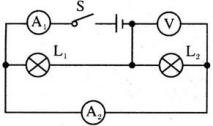 A₁ S V
L₁ L₂
A₂